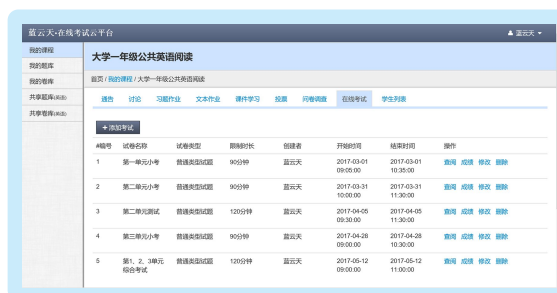 蓝云天•在线考试云平台
蓝云天
我的课程
我的题库
我的卷库
共享题库(英语)
共享卷库(英语)
大学一年级公共英语阅读
首页 / 我的课程 / 大学一年级公共英语阅读
通告 讨论 习题作业 文本作业 课件学习 投票 问卷调查 在线考试 学生列表
+ 添加考试
#编号 试卷名称 试卷类型 限制时长 创建者 开始时间 结束时间 操作
1 第一单元小考 普通类型试题 90分钟 蓝云天 2017-03-01 09:05:00 2017-03-01 10:35:00 查阅 成绩 修改 删除
2 第二单元小考 普通类型试题 90分钟 蓝云天 2017-03-31 10:00:00 2017-03-31 11:30:00 查阅 成绩 修改 删除
3 第二单元测试 普通类型试题 120分钟 蓝云天 2017-04-05 09:30:00 2017-04-05 11:30:00 查阅 成绩 修改 删除
4 第三单元小考 普通类型试题 90分钟 蓝云天 2017-04-28 09:00:00 2017-04-28 10:30:00 查阅 成绩 修改 删除
5 第1、2、3单元综合考试 普通类型试题 120分钟 蓝云天 2017-05-12 09:00:00 2017-05-12 11:00:00 查阅 成绩 修改 删除